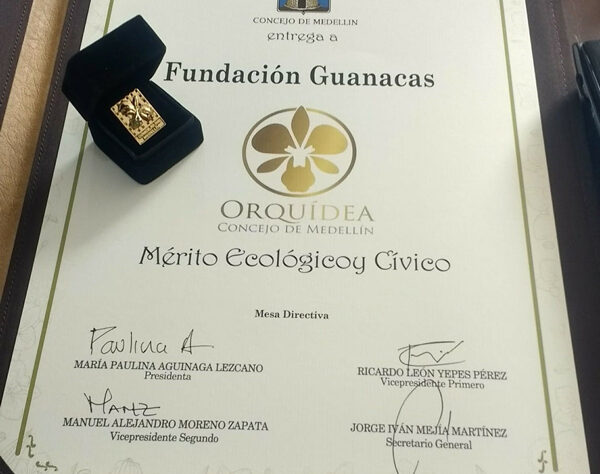 CONCEJO DE MEDELLIN
entrega a
Fundación Guanacas
ORQUÍDEA
CONCEJO DE MEDELLÍN
Mérito Ecológicoy Cívico
Mesa Directiva
Paulina A
MARÍA PAULINA AGUINAGA LEZCANO
Presidenta
RICARDO LEÓN YEPES PÉREZ
Vicepresidente Primero
MANUEL ALEJANDRO MORENO ZAPATA
Vicepresidente Segundo
JORGE IVÁN MEJÍA MARTÍNEZ
Secretario General